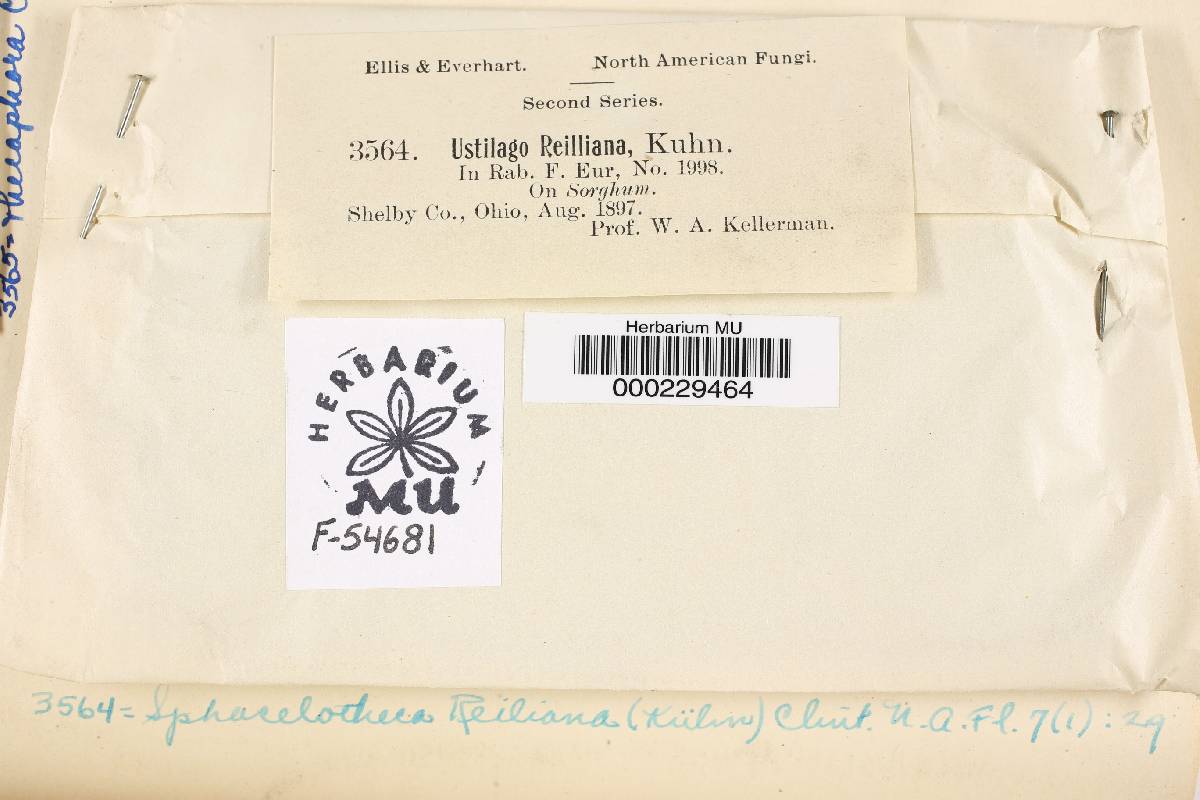 Ellis & Everhart. North American Fungi.
Second Series.
3564. Ustilago Reilliana, Kuhn.
In Rab. F. Eur, No. 1998.
On Sorghum.
Shelby Co., Ohio, Aug. 1897.
Prof. W. A. Kellerman.
Herbarium MU
000229464
HERBARIUM
MU
F-54681
3564 = Sphacelotheca Reiliana (Kühn) Clint. N.A.Fl. 7(1):29
3565 = Thecaphora